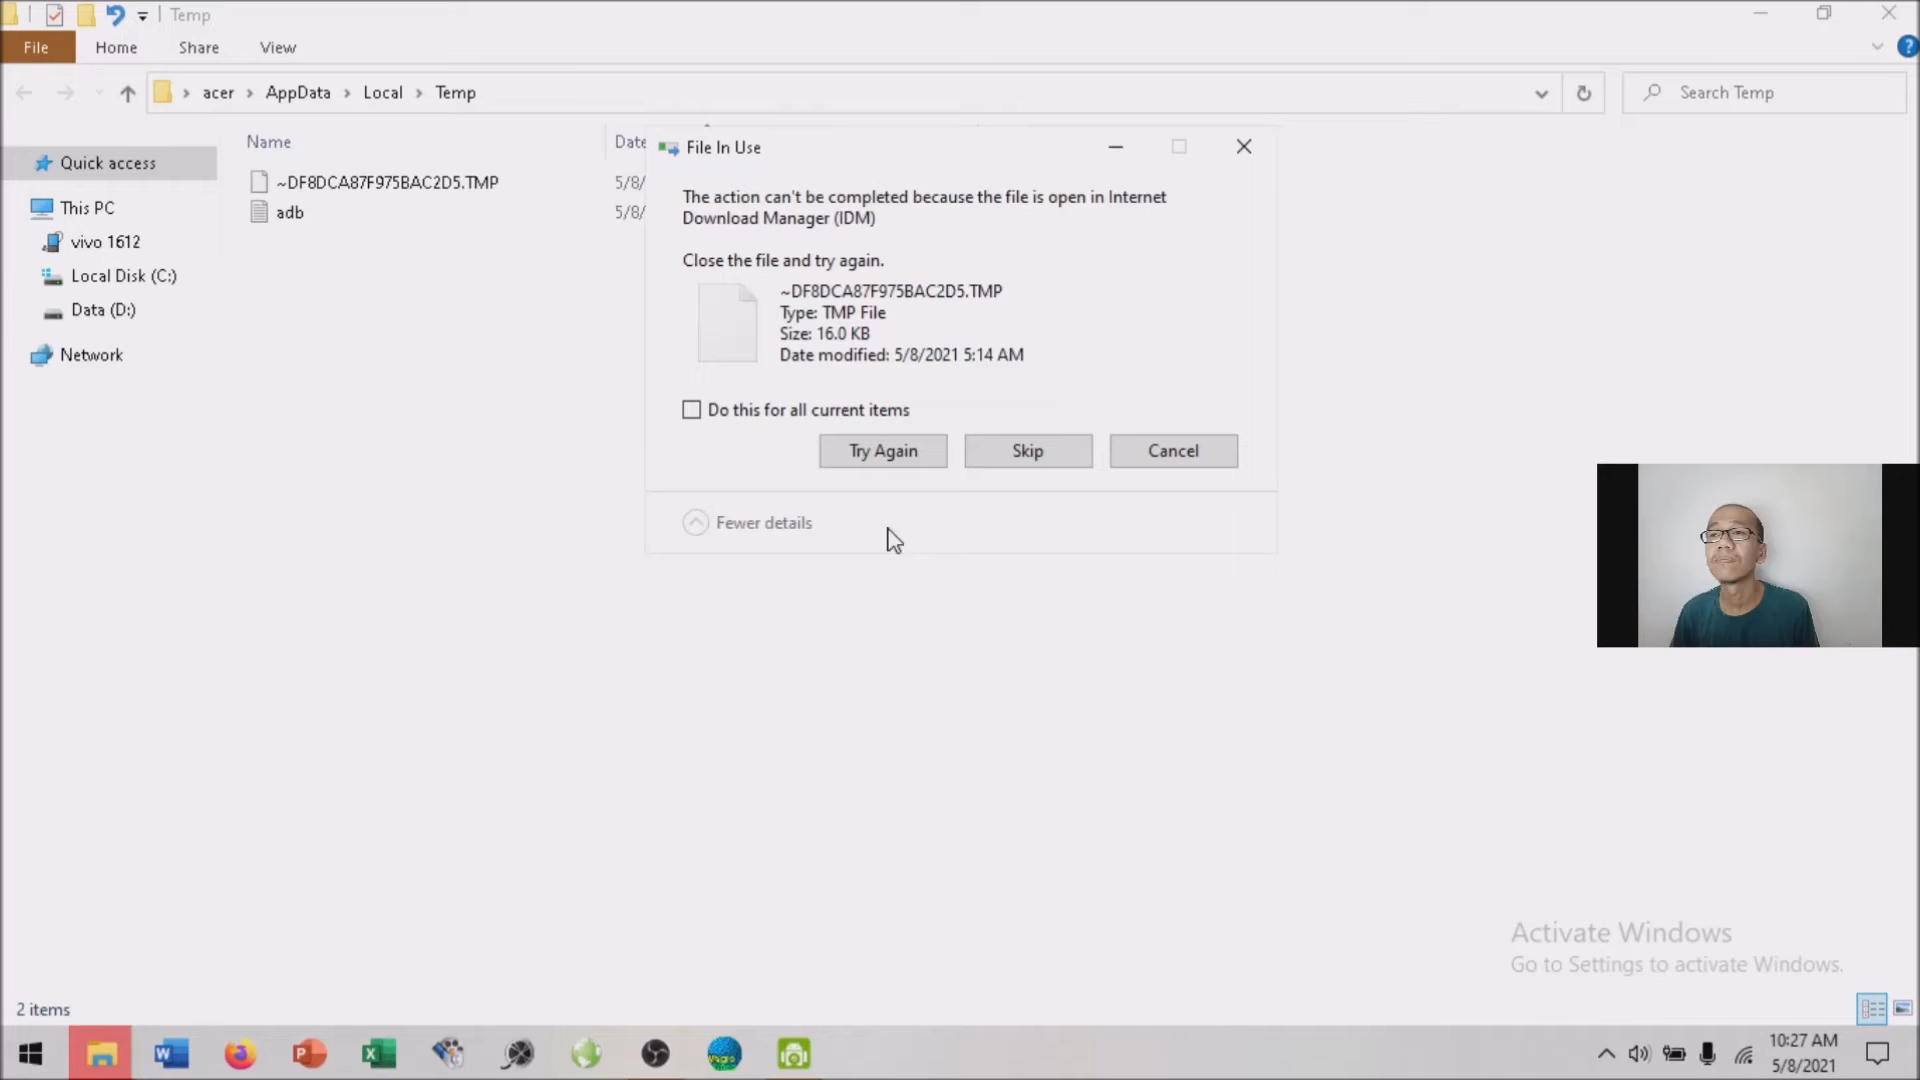 Temp
File
Home
Share
View
acer
AppData
Local
Temp
Search Temp
Name
Date
Quick access
~DF8DCA87F975BAC2D5.TMP
5/8/
This PC
adb
5/8/
vivo 1612
Local Disk (C:)
Data (D:)
Network
File In Use
The action can't be completed because the file is open in Internet
Download Manager (IDM)
Close the file and try again.
~DF8DCA87F975BAC2D5.TMP
Type: TMP File
Size: 16.0 KB
Date modified: 5/8/2021 5:14 AM
Do this for all current items
Try Again
Skip
Cancel
Fewer details
Activate Windows
Go to Settings to activate Windows.
2 items
10:27 AM
5/8/2021